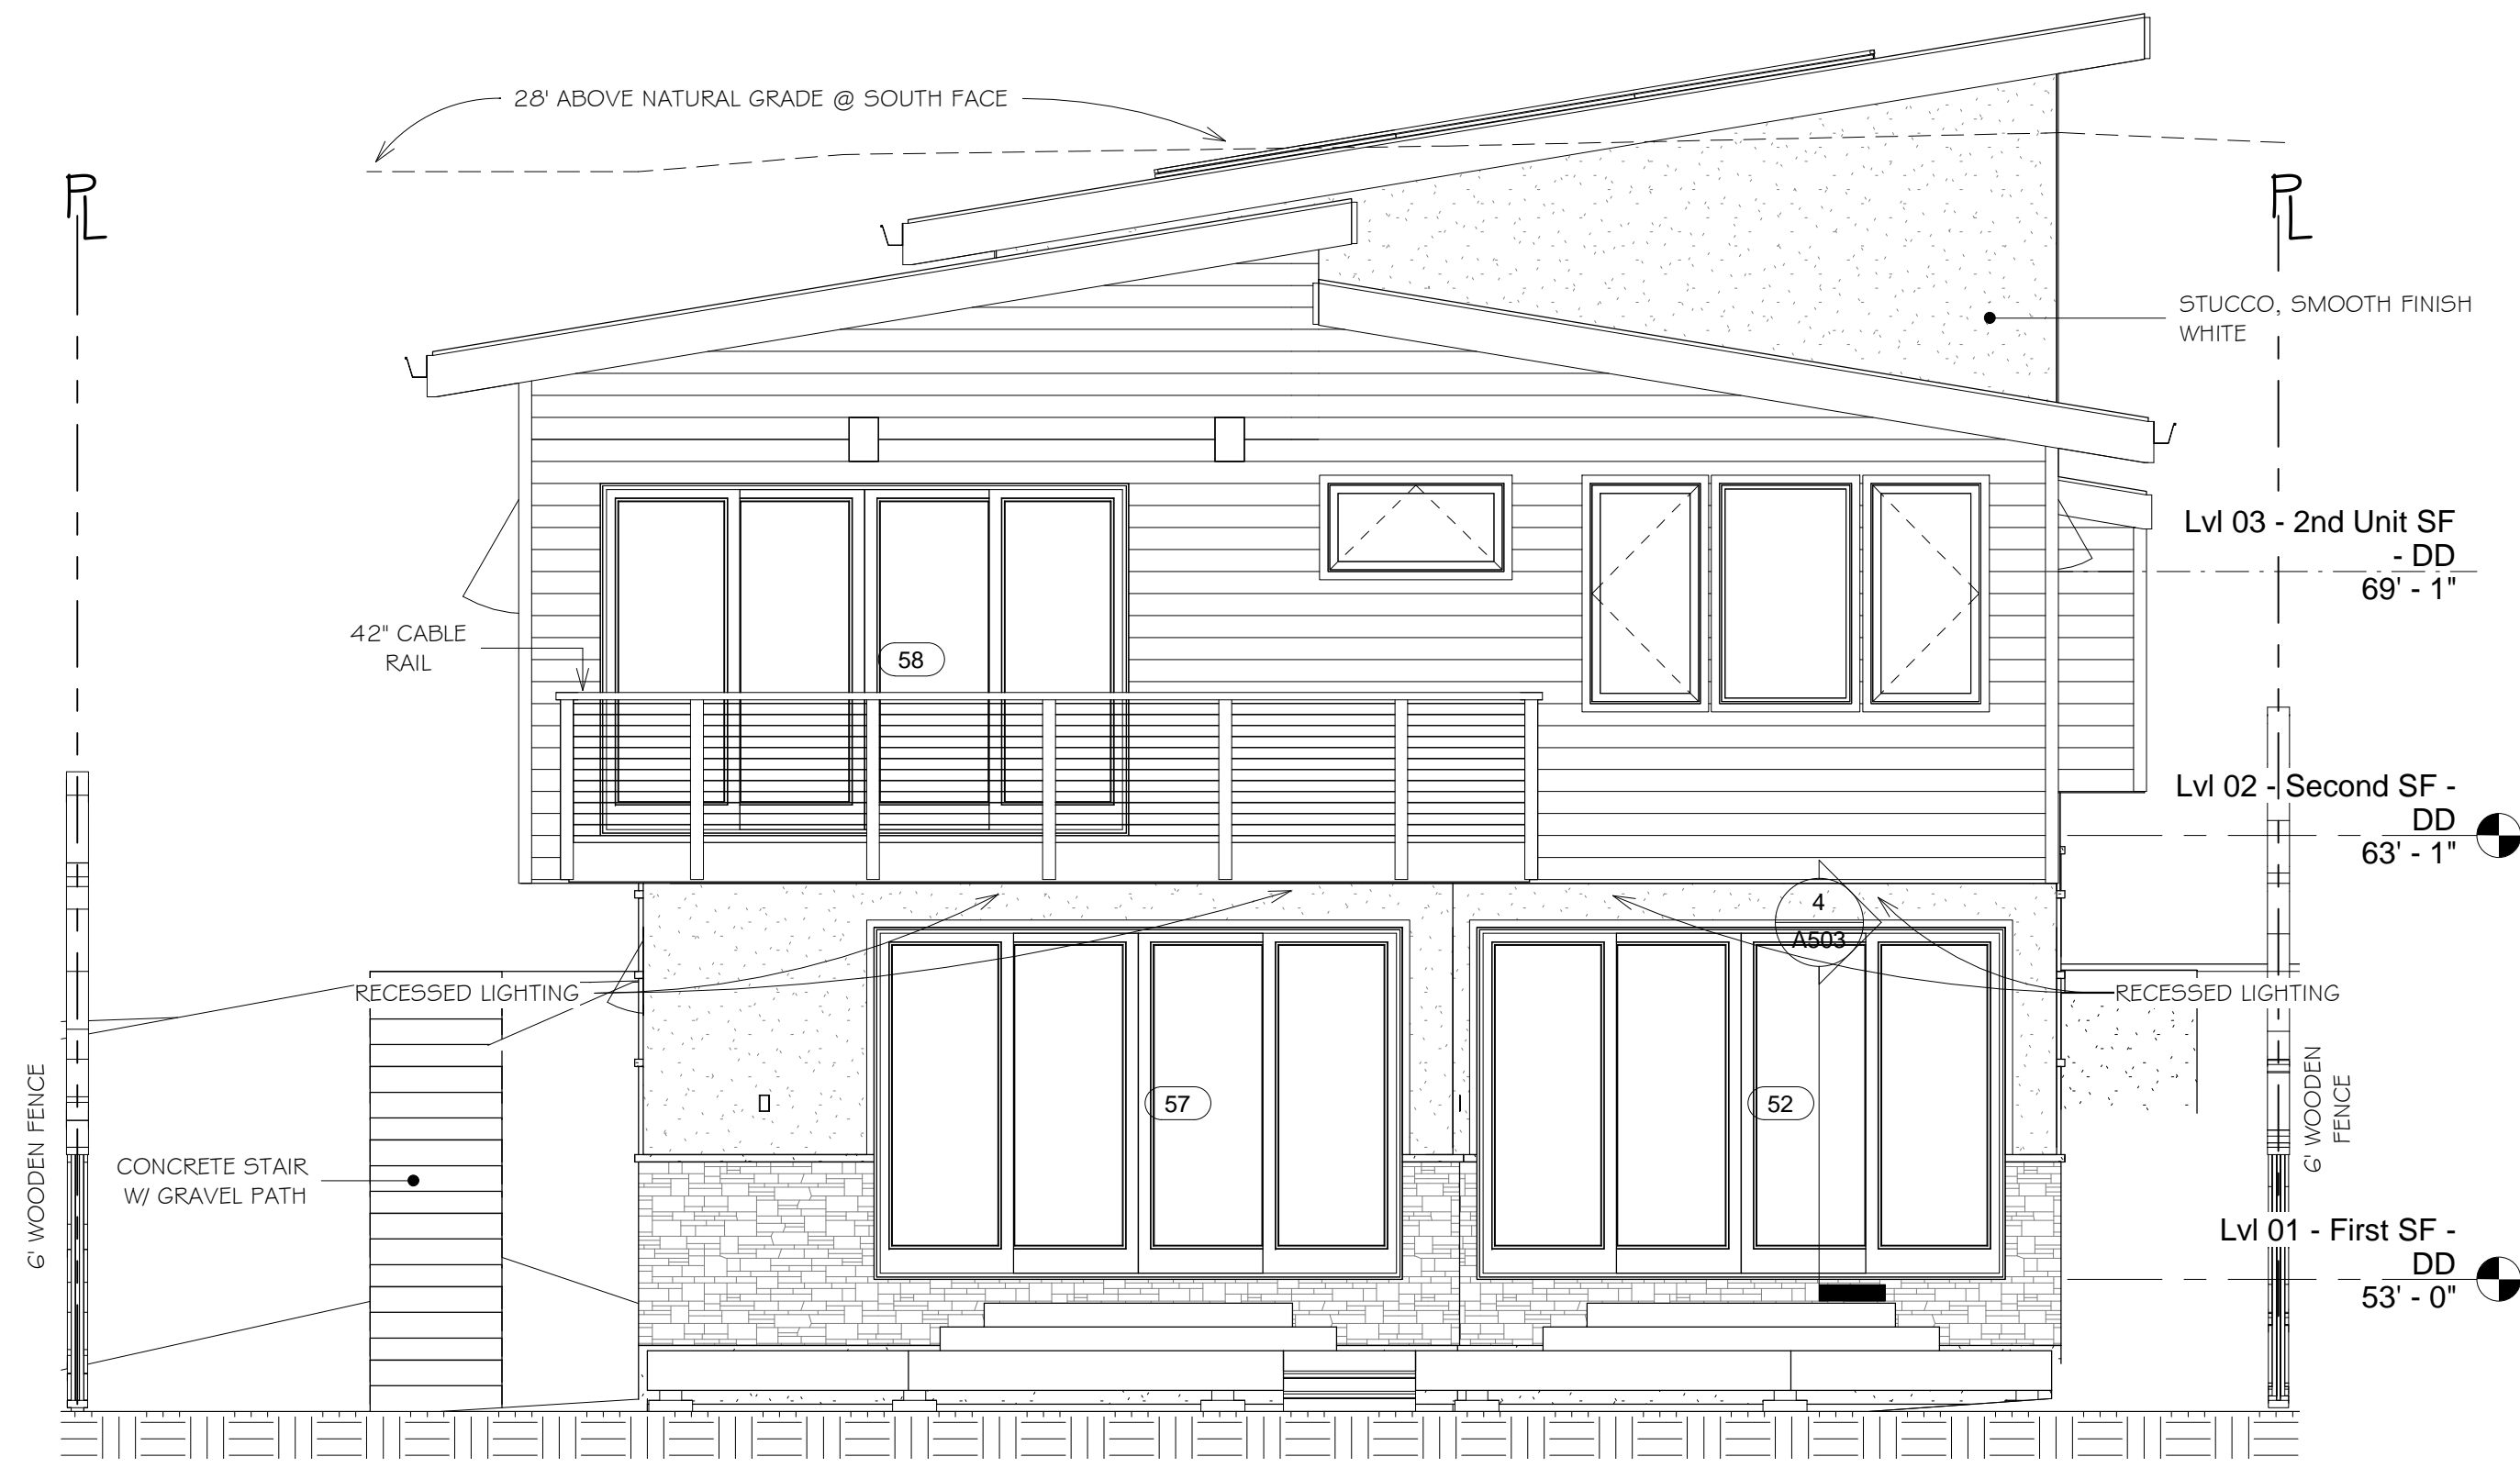 28' ABOVE NATURAL GRADE @ SOUTH FACE
PL
PL
STUCCO, SMOOTH FINISH
WHITE
Lvl 03 - 2nd Unit SF
- DD
69' - 1"
42" CABLE
RAIL
58
Lvl 02 - Second SF -
DD
63' - 1"
4
A503
RECESSED LIGHTING
RECESSED LIGHTING
6' WOODEN FENCE
57
52
6' WOODEN
FENCE
CONCRETE STAIR
W/ GRAVEL PATH
Lvl 01 - First SF -
DD
53' - 0"